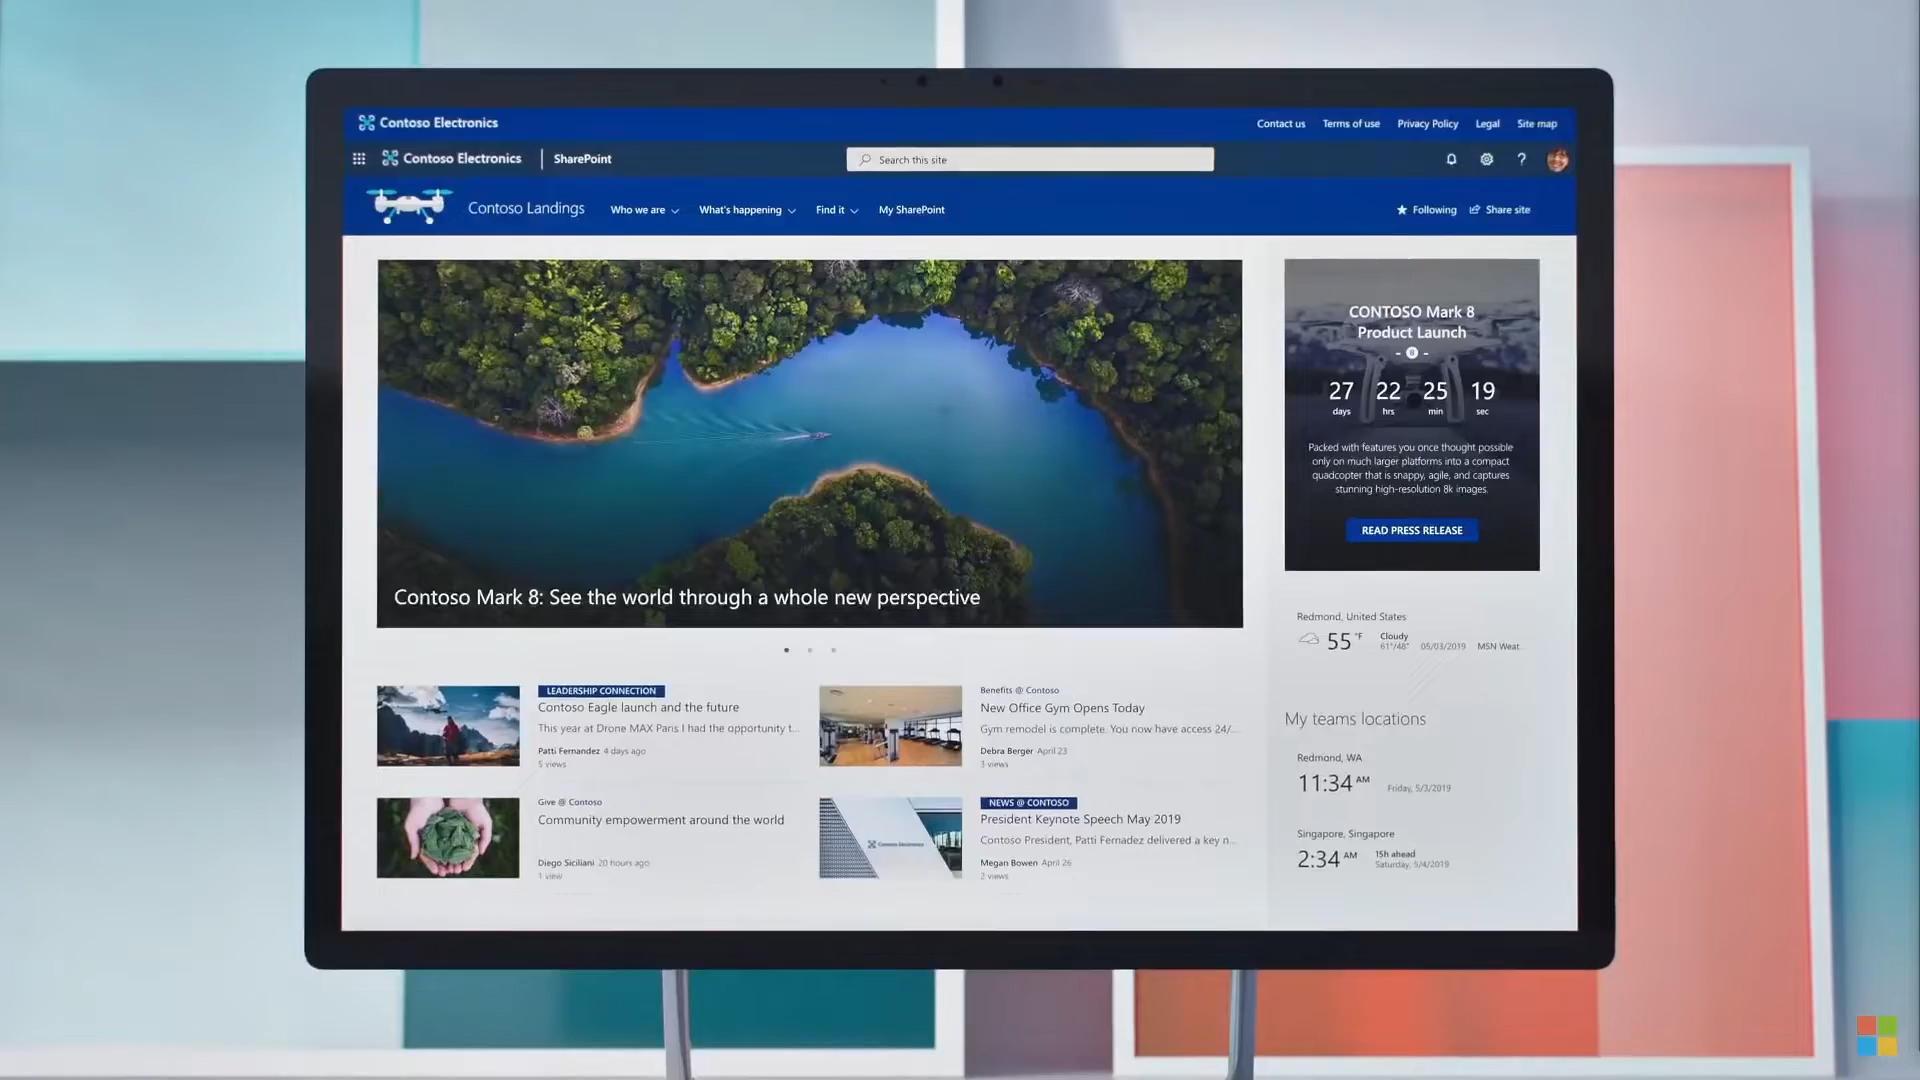 Contoso Electronics
Contact us Terms of use Privacy Policy Legal Site map
Contoso Electronics SharePoint
Search this site
?
Contoso Landings Who we are What's happening Find it My SharePoint
Following Share site
Contoso Mark 8: See the world through a whole new perspective
CONTOSO Mark 8
Product Launch
- 8 -
27 22 25 19
days hrs min sec
Packed with features you once thought possible
only on much larger platforms into a compact
quadcopter that is snappy, agile, and captures
stunning high-resolution 8k images.
READ PRESS RELEASE
LEADERSHIP CONNECTION
Contoso Eagle launch and the future
This year at Drone MAX Paris I had the opportunity t...
Patti Fernandez 4 days ago
5 views
Benefits @ Contoso
New Office Gym Opens Today
Gym remodel is complete. You now have access 24/...
Debra Berger April 23
3 views
Give @ Contoso
Community empowerment around the world
Diego Siciliani 20 hours ago
1 view
Contoso Electronics
NEWS @ CONTOSO
President Keynote Speech May 2019
Contoso President, Patti Fernadez delivered a key n...
Megan Bowen April 26
2 views
Redmond, United States
55 °F Cloudy
61°/48° 05/03/2019 MSN Weat...
My teams locations
Redmond, WA
11:34 AM Friday, 5/3/2019
Singapore, Singapore
2:34 AM 15h ahead
Saturday, 5/4/2019